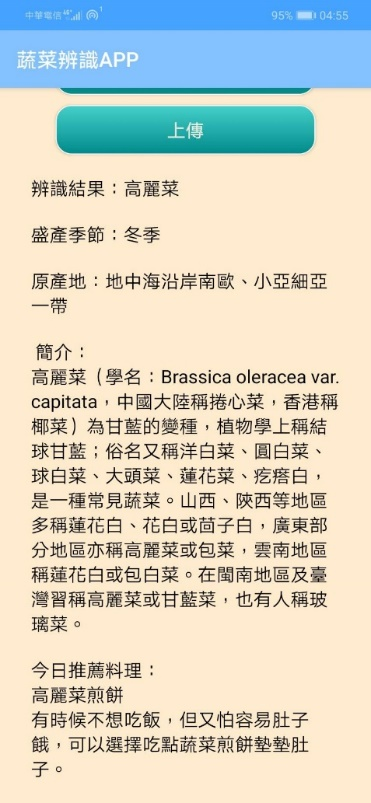 中華電信 4G 1 95% 04:55
蔬菜辨識APP
上傳
辨識結果：高麗菜
盛產季節：冬季
原產地：地中海沿岸南歐、小亞細亞
一帶
簡介：
高麗菜（學名：Brassica oleracea var.
capitata，中國大陸稱捲心菜，香港稱
椰菜）為甘藍的變種，植物學上稱結
球甘藍；俗名又稱洋白菜、圓白菜、
球白菜、大頭菜、蓮花菜、疙瘩白，
是一種常見蔬菜。山西、陝西等地區
多稱蓮花白、花白或茴子白，廣東部
分地區亦稱高麗菜或包菜，雲南地區
稱蓮花白或包白菜。在閩南地區及臺
灣習稱高麗菜或甘藍菜，也有人稱玻
璃菜。
今日推薦料理：
高麗菜煎餅
有時候不想吃飯，但又怕容易肚子
餓，可以選擇吃點蔬菜煎餅墊墊肚
子。